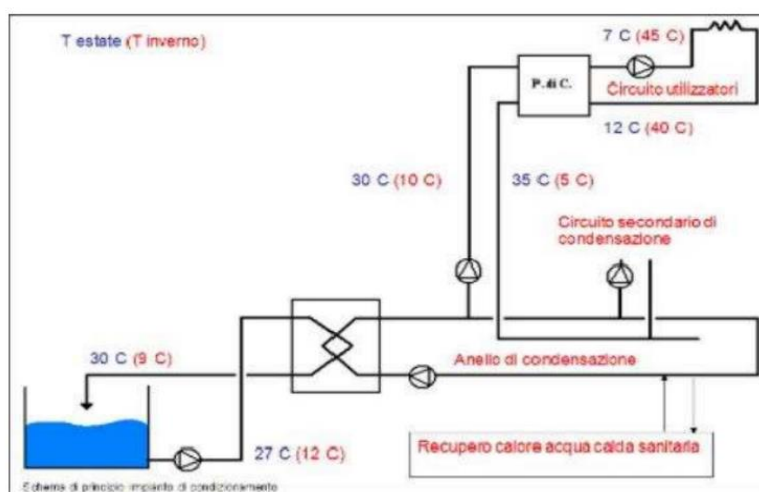 T estate (T inverno)
7 C (45 C)
P. di C.
Circuito utilizzatori
12 C (40 C)
30 C (10 C)
35 C (5 C)
Circuito secondario di
condensazione
30 C (9 C)
Anello di condensazione
27 C (12 C)
Recupero calore acqua calda sanitaria
Schema di principio impianto di condizionamento